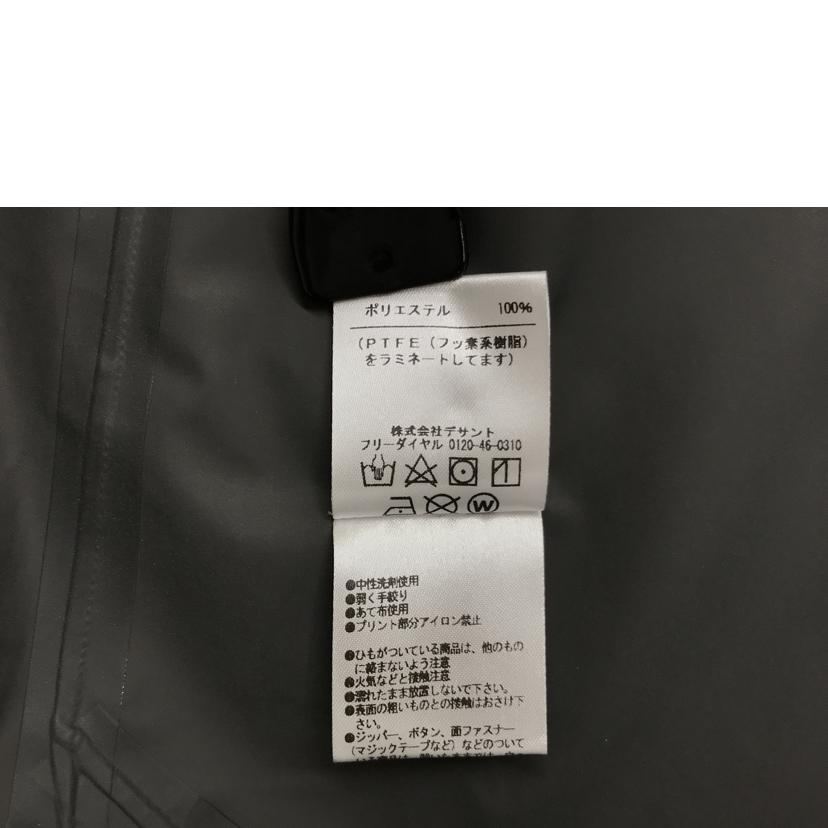 ポリエステル 100%
(PTFE(フッ素系樹脂)
をラミネートしてます)
株式会社デサント
フリーダイヤル 0120-46-0310
W
●中性洗剤使用
●弱く手絞り
●あて布使用
●プリント部分アイロン禁止
●ひもがついている商品は、他のもの
に絡まないよう注意
●火気などと接触注意
●濡れたまま放置しないで下さい。
●表面の粗いものとの接触はおさけ下
さい。
●ジッパー、ボタン、面ファスナー
(マジックテープなど)などのついて